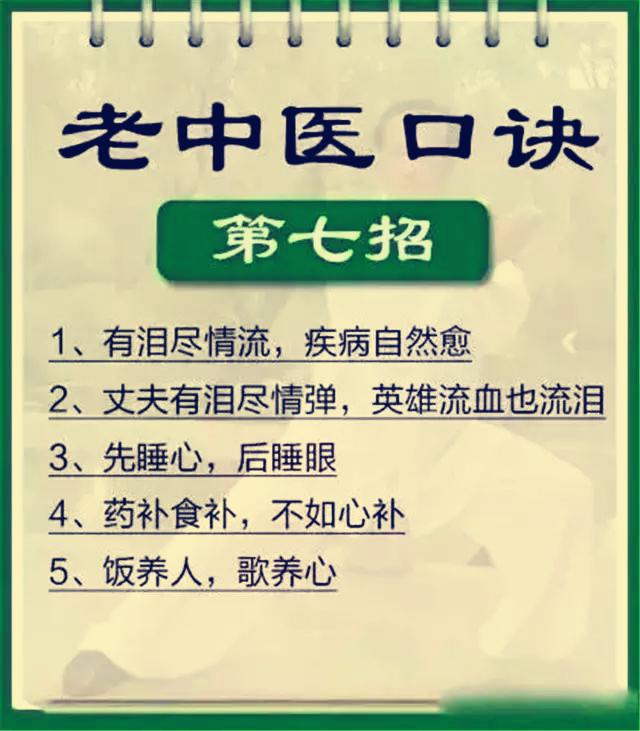 老中医口诀
第七招
1、有泪尽情流，疾病自然愈
2、丈夫有泪尽情弹，英雄流血也流泪
3、先睡心，后睡眼
4、药补食补，不如心补
5、饭养人，歌养心